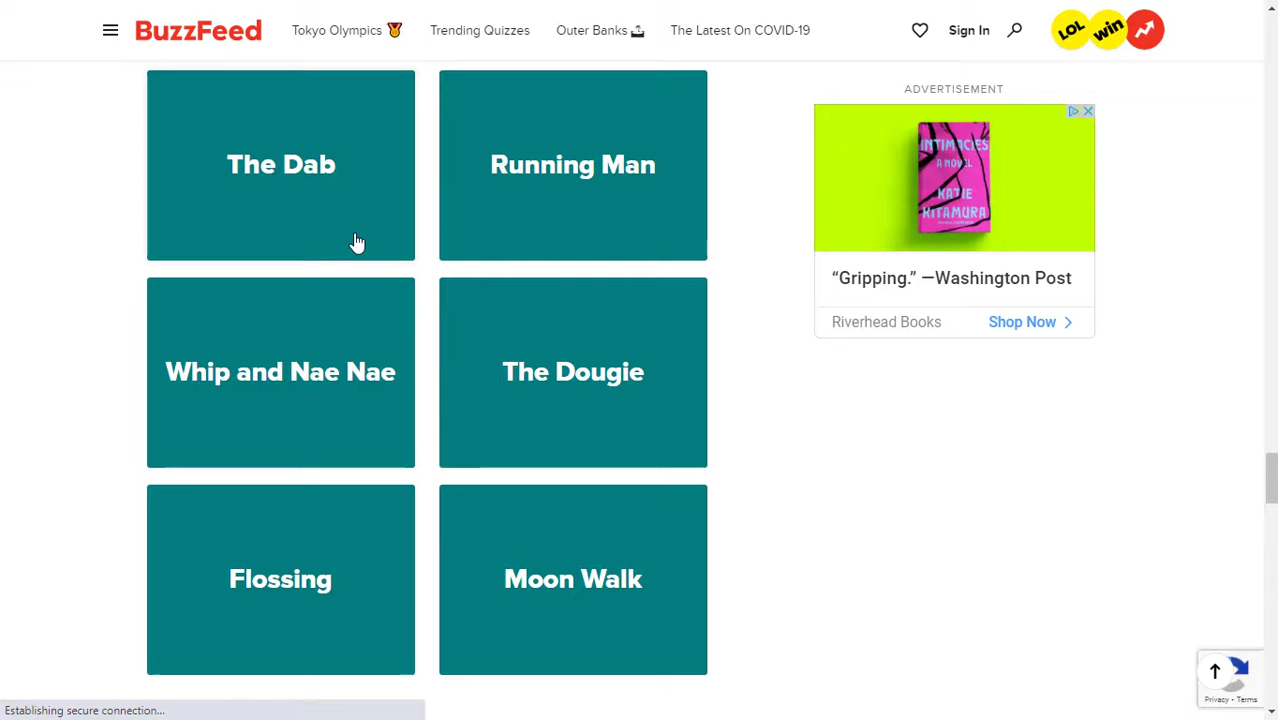 BuzzFeed
Tokyo Olympics
Trending Quizzes
Outer Banks
The Latest On COVID-19
Sign In
LOL
win
The Dab
Running Man
Whip and Nae Nae
The Dougie
Flossing
Moon Walk
ADVERTISEMENT
INTIMACIES
A NOVEL
KATIE
KITAMURA
“Gripping.” —Washington Post
Riverhead Books
Shop Now
Privacy - Terms
Establishing secure connection...